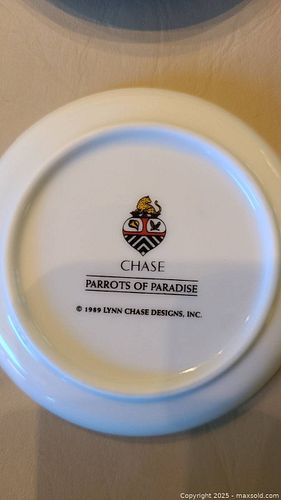 CHASE
PARROTS OF PARADISE
© 1989 LYNN CHASE DESIGNS, INC.
Copyright 2025 - maxsold.com